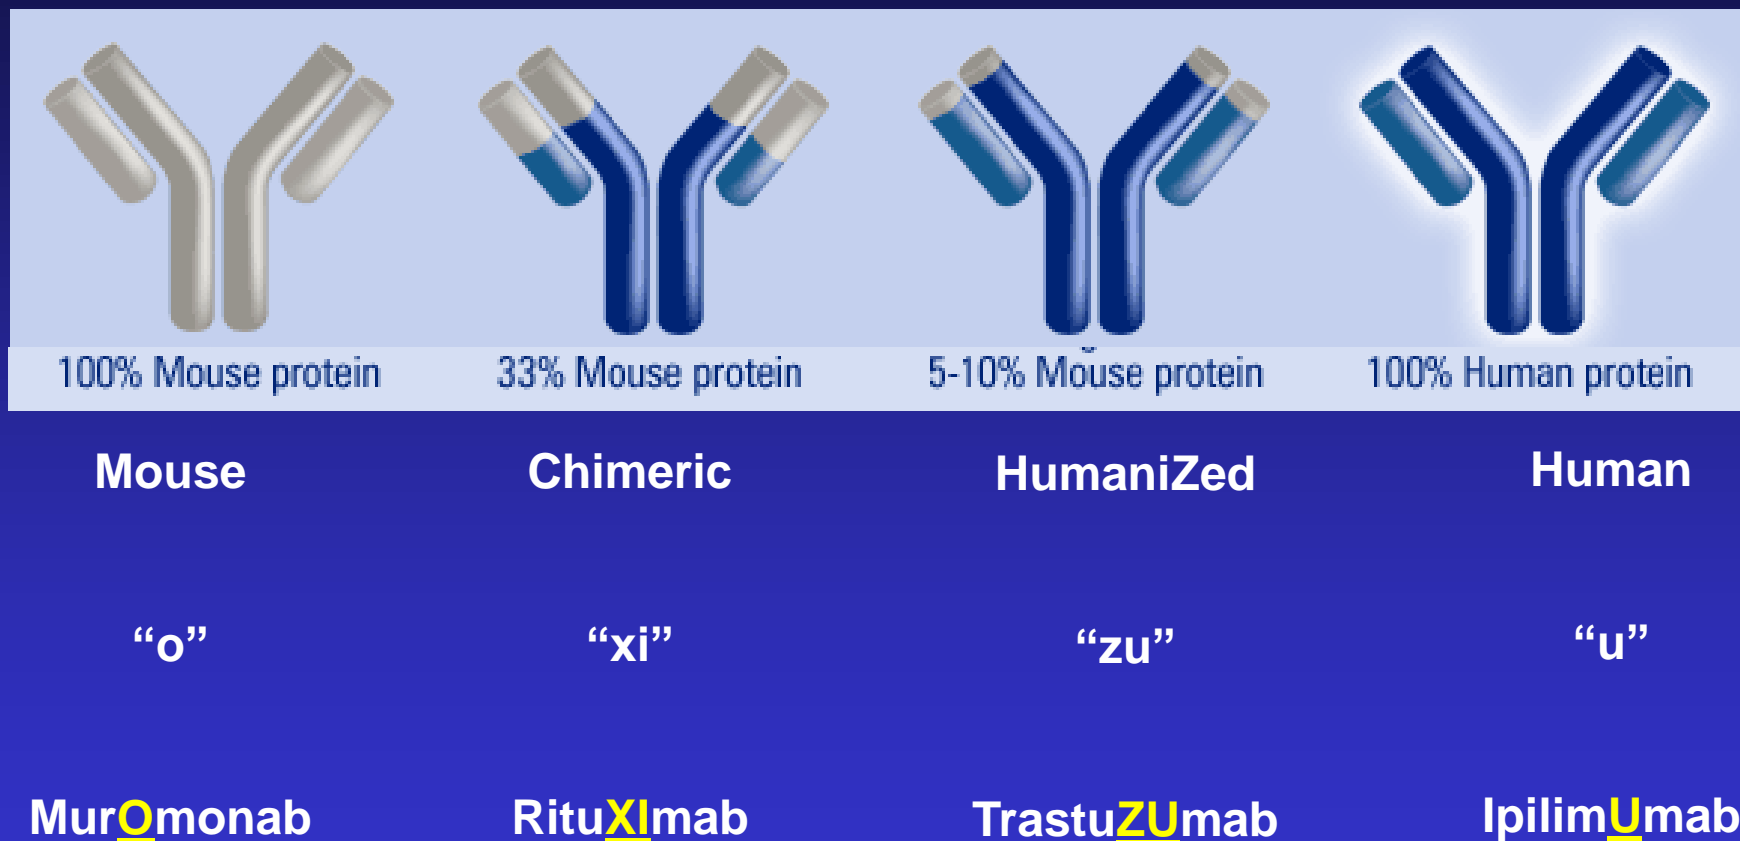 100% Mouse protein 33% Mouse protein 5-10% Mouse protein 100% Human protein
Mouse Chimeric HumaniZed Human
“o” “xi” “zu” “u”
MurOmonab RituXImab TrastuZUmab IpilimUmab